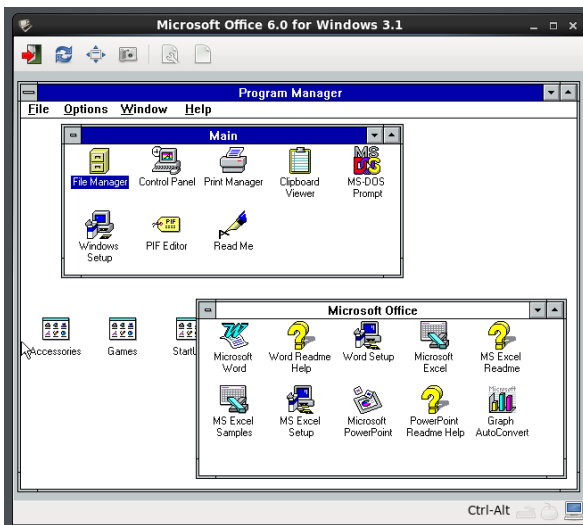 Microsoft Office 6.0 for Windows 3.1
Program Manager
File Options Window Help
Main
File Manager
Control Panel
Print Manager
Clipboard
Viewer
MS-DOS
Prompt
Windows
Setup
PIF Editor
Read Me
Accessories
Games
StartU
Microsoft Office
Microsoft
Word
Word Readme
Help
Word Setup
Microsoft
Excel
MS Excel
Readme
MS Excel
Samples
MS Excel
Setup
Microsoft
PowerPoint
PowerPoint
Readme Help
Graph
AutoConvert
Ctrl-Alt